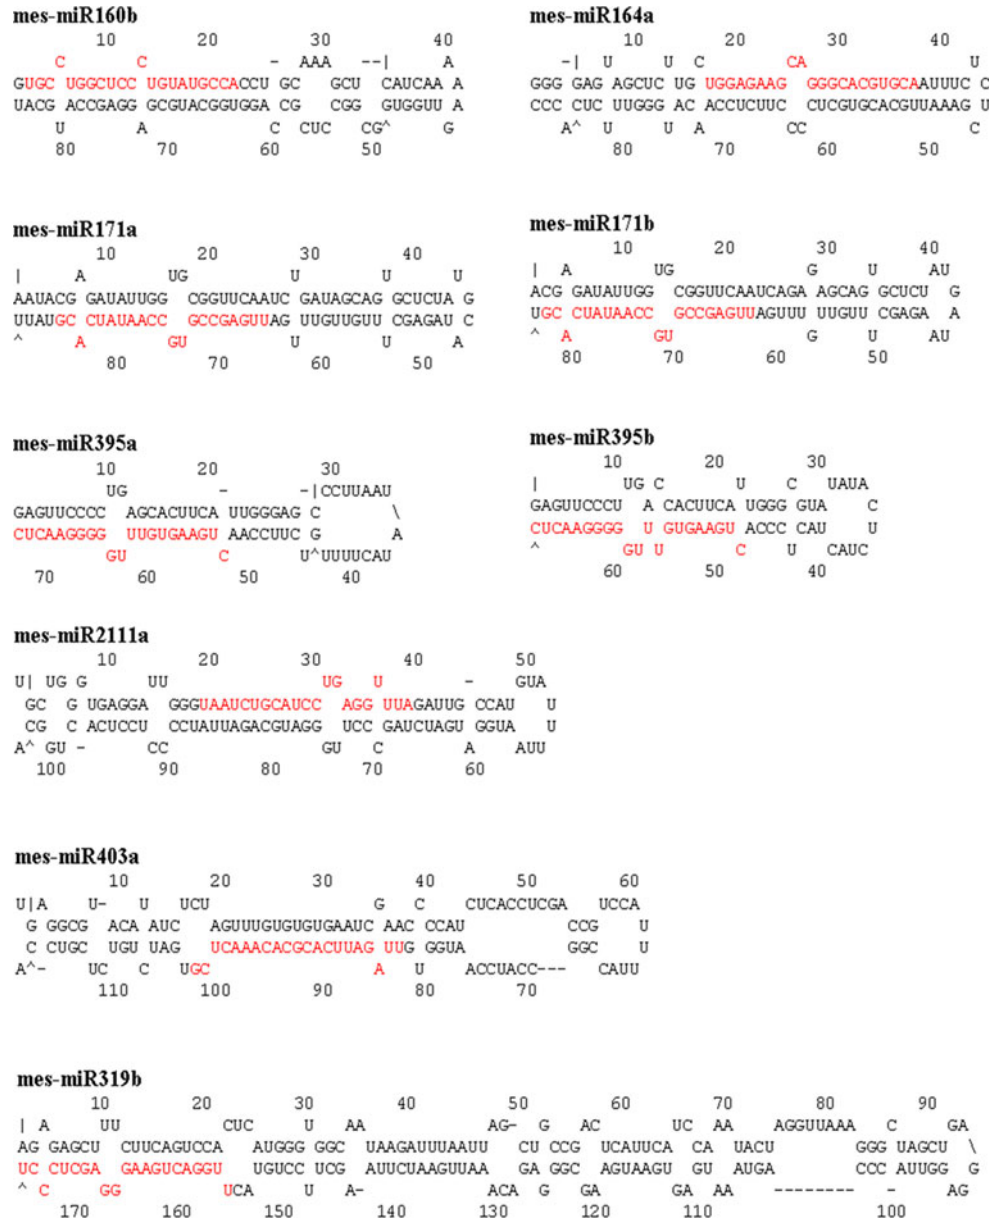 mes-miR160b
10 20 30 40
C C - AAA --| A
GUGC UGGCUCC UGUAUGCCACCU GC GCU CAUCAA A
UACG ACCGAGG GCGUACGGUGGA CG CGG GUGGUU A
U A C CUC CG^ G
80 70 60 50
mes-miR164a
10 20 30 40
-| U U C CA U
GGG GAG AGCUC UG UGGAGAAG GGGCACGUGCAAUUUC C
CCC CUC UUGGG AC ACCUCUUC CUCGUGCACGUUAAAG U
A^ U U A CC C
80 70 60 50
mes-miR171a
10 20 30 40
| A UG U U U
AAUACG GAUAUUGG CGGUUCAAUC GAUAGCAG GCUCUA G
UUAUGC CUAUAACC GCCGAGUUAG UUGUUGUU CGAGAU C
^ A GU U U A
80 70 60 50
mes-miR171b
10 20 30 40
| A UG G U AU
ACG GAUAUUGG CGGUUCAAUCAGA AGCAG GCUCU G
UGC CUAUAACC GCCGAGUUAGUUU UUGUU CGAGA A
^ A GU G U AU
80 70 60 50
mes-miR395a
10 20 30
UG - -|CCUUAAU
GAGUUCCCC AGCACUUCA UUGGGAG C \
CUCAAGGGG UUGUGAAGU AACCUUC G A
GU C U^UUUUCAU
70 60 50 40
mes-miR395b
10 20 30
| UG C U C UAUA
GAGUUCCCU A CACUUCA UGGG GUA C
CUCAAGGGG U GUGAAGU ACCC CAU U
^ GU U C U CAUC
60 50 40
mes-miR2111a
10 20 30 40 50
U| UG G UU UG U - GUA
GC G UGAGGA GGGUAAUCUGCAUCC AGG UUAGAUUG CCAU U
CG C ACUCCU CCUAUUAGACGUAGG UCC GAUCUAGU GGUA U
A^ GU - CC GU C A AUU
100 90 80 70 60
mes-miR403a
10 20 30 40 50 60
U|A U- U UCU G C CUCACCUCGA UCCA
G GGCG ACA AUC AGUUUGUGUGUGAAUC AAC CCAU CCG U
C CUGC UGU UAG UCAAACACGCACUUAG UUG GGUA GGC U
A^- UC C UGC A U ACCUACC--- CAUU
110 100 90 80 70
mes-miR319b
10 20 30 40 50 60 70 80 90
| A UU CUC U AA AG- G AC UC AA AGGUUAAA C GA
AG GAGCU CUUCAGUCCA AUGGG GGC UAAGAUUUAAUU CU CCG UCAUUCA CA UACU GGG UAGCU \
UC CUCGA GAAGUCAGGU UGUCC UCG AUUCUAAGUUAA GA GGC AGUAAGU GU AUGA CCC AUUGG G
^ C GG UCA U A- ACA G GA GA AA -------- - AG
170 160 150 140 130 120 110 100